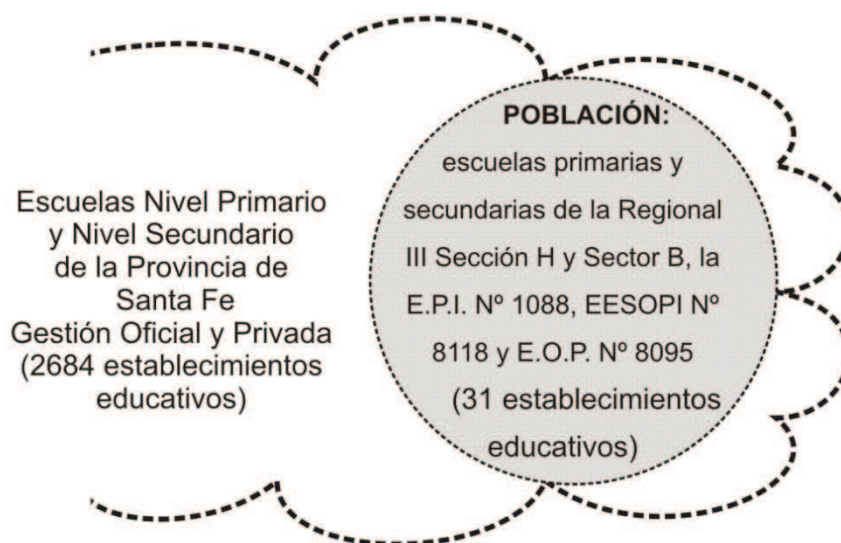 Escuelas Nivel Primario
y Nivel Secundario
de la Provincia de
Santa Fe
Gestión Oficial y Privada
(2684 establecimientos
educativos)
POBLACIÓN:
escuelas primarias y
secundarias de la Regional
III Sección H y Sector B, la
E.P.I. Nº 1088, EESOPI Nº
8118 y E.O.P. Nº 8095
(31 establecimientos
educativos)